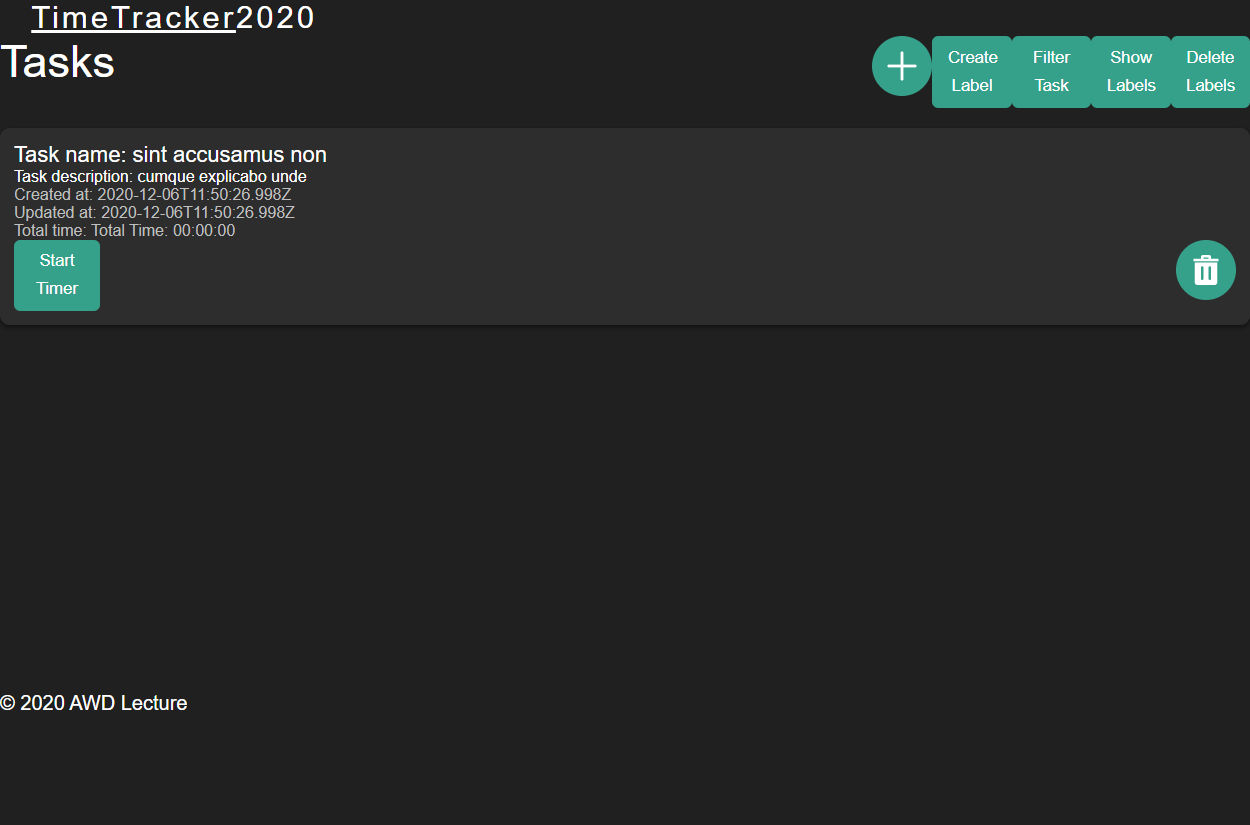 TimeTracker2020
Tasks
Create
Label
Filter
Task
Show
Labels
Delete
Labels
Task name: sint accusamus non
Task description: cumque explicabo unde
Created at: 2020-12-06T11:50:26.998Z
Updated at: 2020-12-06T11:50:26.998Z
Total time: Total Time: 00:00:00
Start
Timer
© 2020 AWD Lecture